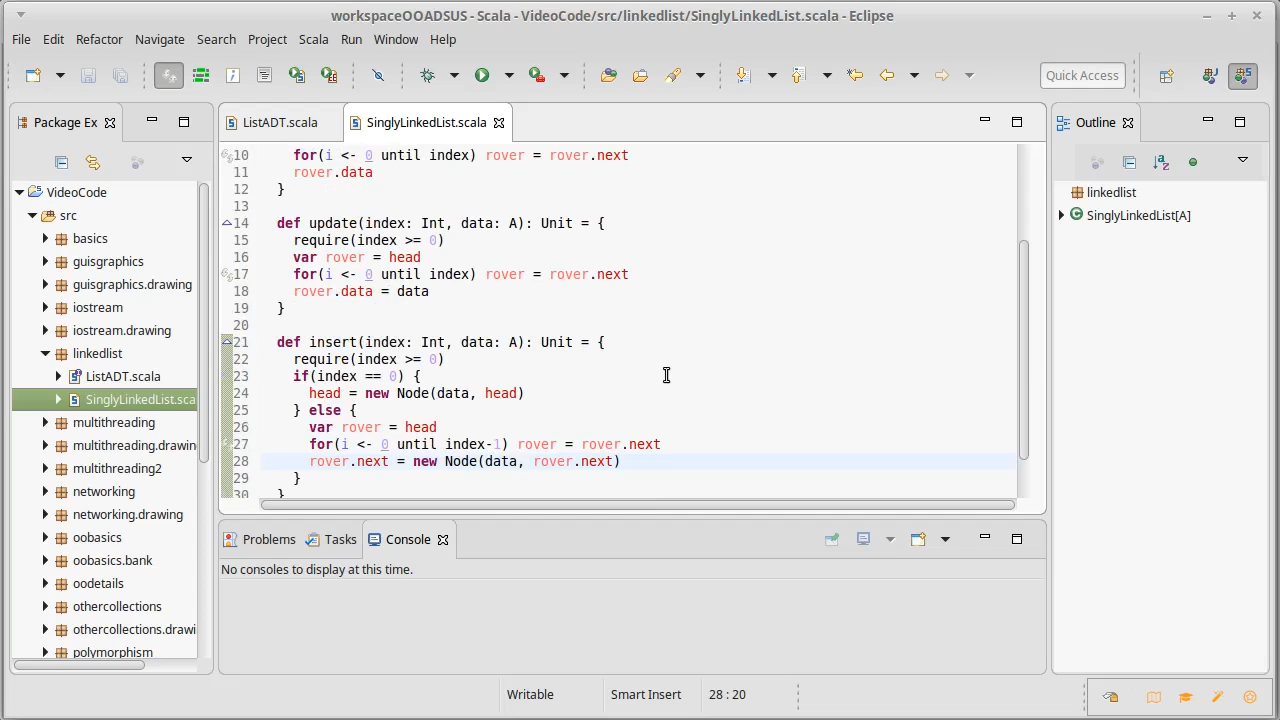 workspaceOOADSUS - Scala - VideoCode/src/linkedlist/SinglyLinkedList.scala - Eclipse
File Edit Refactor Navigate Search Project Scala Run Window Help
Quick Access
Package Ex
VideoCode
src
basics
guisgraphics
guisgraphics.drawing
iostream
iostream.drawing
linkedlist
ListADT.scala
SinglyLinkedList.sca
multithreading
multithreading.drawin
multithreading2
networking
networking.drawing
oobasics
oobasics.bank
oodetails
othercollections
othercollections.drawi
polymorphism
ListADT.scala SinglyLinkedList.scala
10 for(i <- 0 until index) rover = rover.next
11 rover.data
12 }
13
14 def update(index: Int, data: A): Unit = {
15 require(index >= 0)
16 var rover = head
17 for(i <- 0 until index) rover = rover.next
18 rover.data = data
19 }
20
21 def insert(index: Int, data: A): Unit = {
22 require(index >= 0)
23 if(index == 0) {
24 head = new Node(data, head)
25 } else {
26 var rover = head
27 for(i <- 0 until index-1) rover = rover.next
28 rover.next = new Node(data, rover.next)
29 }
30 }
Problems Tasks Console
No consoles to display at this time.
Outline
linkedlist
SinglyLinkedList[A]
Writable Smart Insert 28 : 20